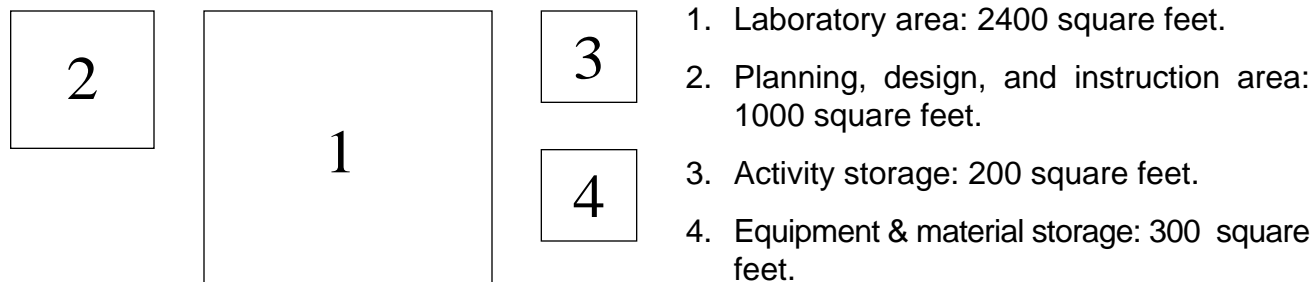 2
1
3
4
1. Laboratory area: 2400 square feet.
2. Planning, design, and instruction area:
1000 square feet.
3. Activity storage: 200 square feet.
4. Equipment & material storage: 300 square
feet.